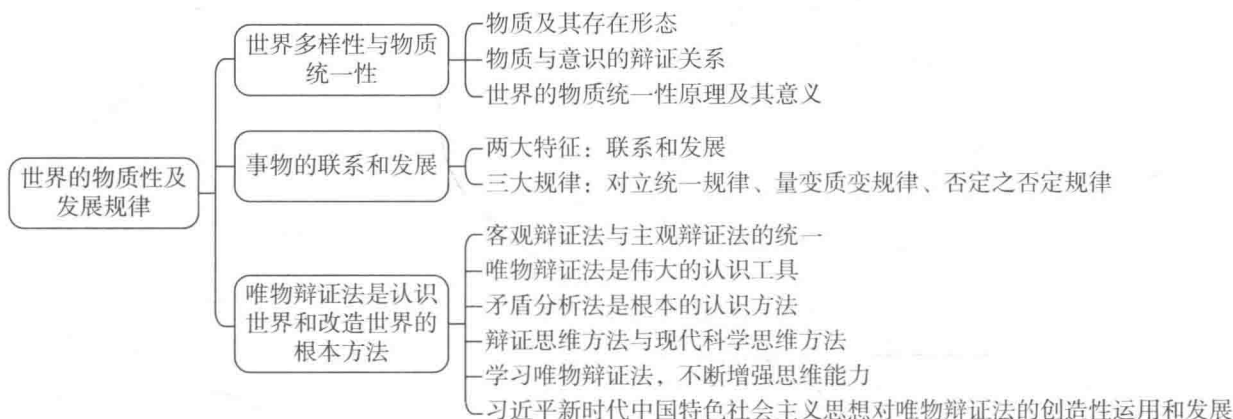 世界的物质性及
发展规律
世界多样性与物质
统一性
物质及其存在形态
物质与意识的辩证关系
世界的物质统一性原理及其意义
事物的联系和发展
两大特征：联系和发展
三大规律：对立统一规律、量变质变规律、否定之否定规律
唯物辩证法是认识
世界和改造世界的
根本方法
客观辩证法与主观辩证法的统一
唯物辩证法是伟大的认识工具
矛盾分析法是根本的认识方法
辩证思维方法与现代科学思维方法
学习唯物辩证法，不断增强思维能力
习近平新时代中国特色社会主义思想对唯物辩证法的创造性运用和发展